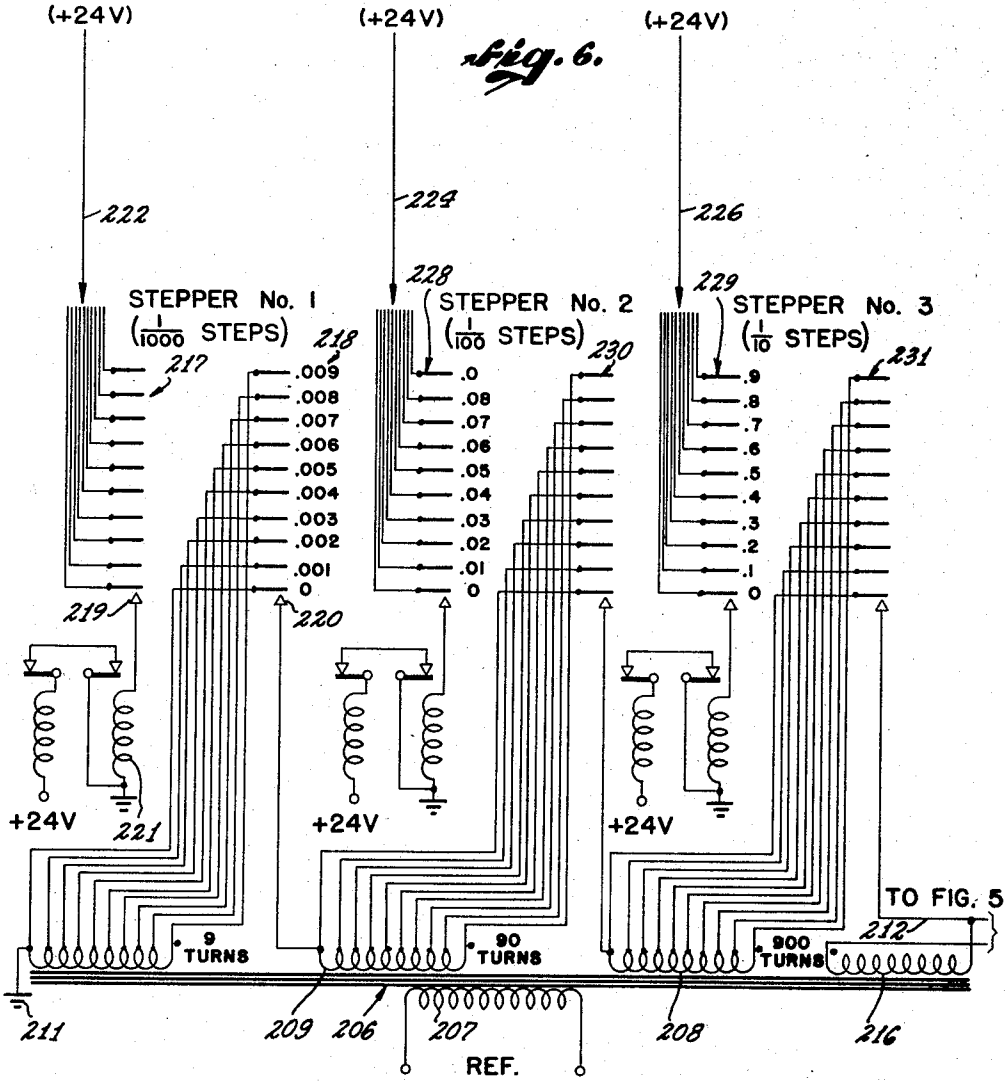 (+24V) (+24V) (+24V)
Fig. 6.
222 224 226
228 229
STEPPER No. 1
(1/1000 STEPS)
STEPPER No. 2
(1/100 STEPS)
STEPPER No. 3
(1/10 STEPS)
217 218 230 231
.009 .0 .9
.008 .08 .8
.007 .07 .7
.006 .06 .6
.005 .05 .5
.004 .04 .4
.003 .03 .3
.002 .02 .2
.001 .01 .1
0 0 0
219 220
+24V 221 +24V +24V
TO FIG. 5
212
9 TURNS
90 TURNS
900 TURNS
211 209 206 207 208 216
REF.